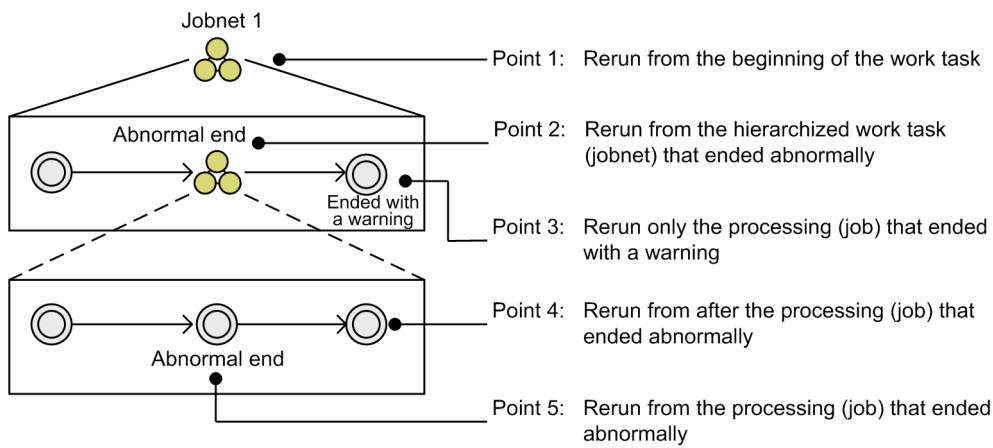 Jobnet 1
Point 1: Rerun from the beginning of the work task
Abnormal end
Point 2: Rerun from the hierarchized work task
(jobnet) that ended abnormally
Ended with
a warning
Point 3: Rerun only the processing (job) that ended
with a warning
Point 4: Rerun from after the processing (job) that
ended abnormally
Abnormal end
Point 5: Rerun from the processing (job) that ended
abnormally